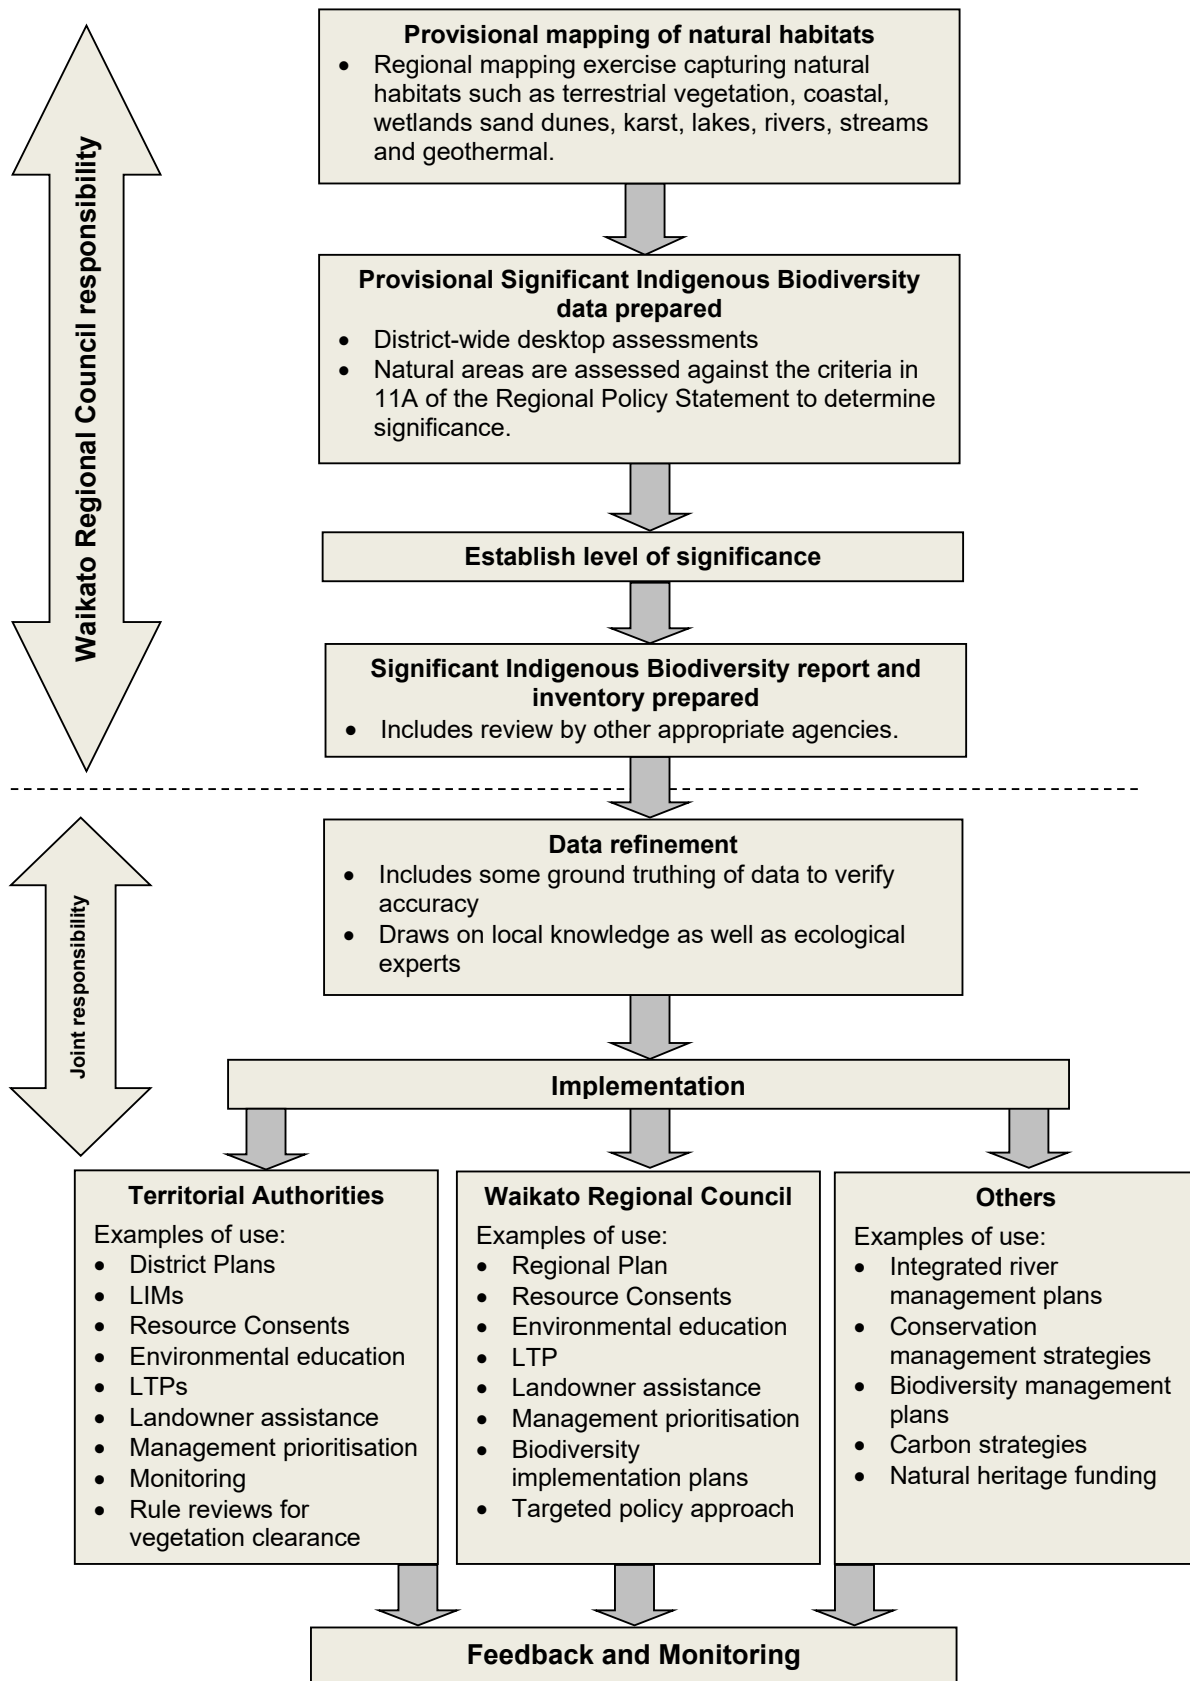 Waikato Regional Council responsibility
Provisional mapping of natural habitats
• Regional mapping exercise capturing natural
habitats such as terrestrial vegetation, coastal,
wetlands sand dunes, karst, lakes, rivers, streams
and geothermal.
Provisional Significant Indigenous Biodiversity
data prepared
• District-wide desktop assessments
• Natural areas are assessed against the criteria in
11A of the Regional Policy Statement to determine
significance.
Establish level of significance
Significant Indigenous Biodiversity report and
inventory prepared
• Includes review by other appropriate agencies.
Joint responsibility
Data refinement
• Includes some ground truthing of data to verify
accuracy
• Draws on local knowledge as well as ecological
experts
Implementation
Territorial Authorities
Examples of use:
• District Plans
• LIMs
• Resource Consents
• Environmental education
• LTPs
• Landowner assistance
• Management prioritisation
• Monitoring
• Rule reviews for
vegetation clearance
Waikato Regional Council
Examples of use:
• Regional Plan
• Resource Consents
• Environmental education
• LTP
• Landowner assistance
• Management prioritisation
• Biodiversity
implementation plans
• Targeted policy approach
Others
Examples of use:
• Integrated river
management plans
• Conservation
management strategies
• Biodiversity management
plans
• Carbon strategies
• Natural heritage funding
Feedback and Monitoring